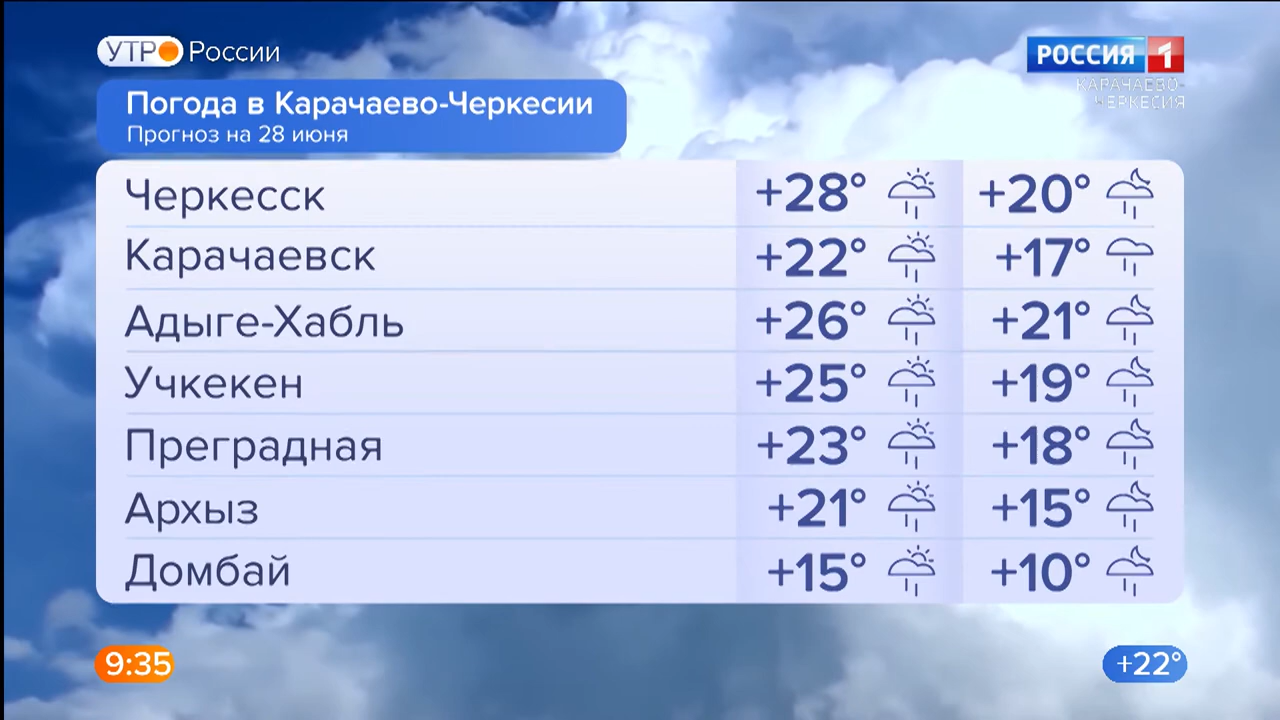 УТРО России
РОССИЯ 1
КАРАЧАЕВО-
ЧЕРКЕСИЯ
Погода в Карачаево-Черкесии
Прогноз на 28 июня
Черкесск +28° +20°
Карачаевск +22° +17°
Адыге-Хабль +26° +21°
Учкекен +25° +19°
Преградная +23° +18°
Архыз +21° +15°
Домбай +15° +10°
9:35 +22°